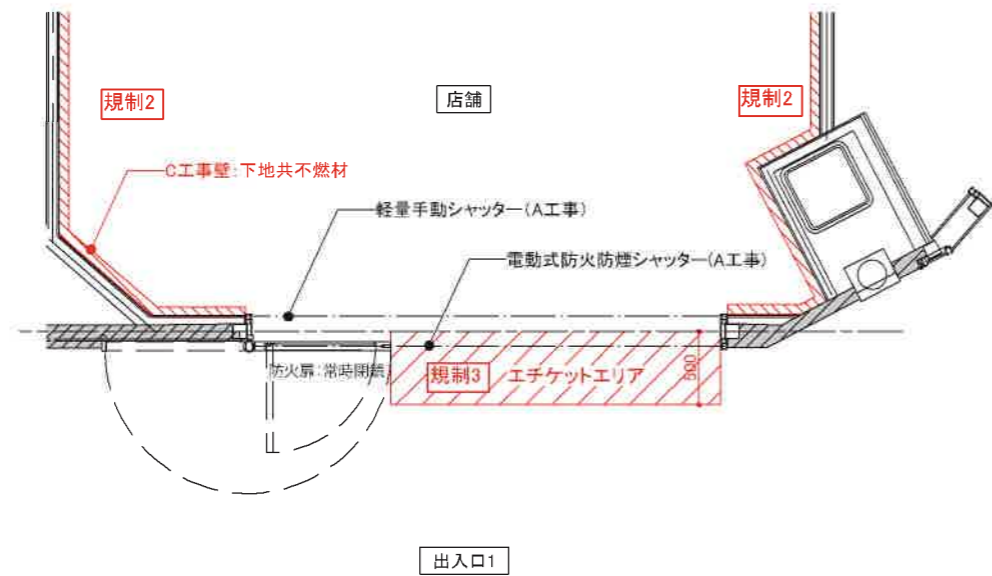 店舗
規制2
規制2
C工事壁:下地共不燃材
軽量手動シャッター(A工事)
電動式防火防煙シャッター(A工事)
防火扉:常時閉鎖
規制3
エチケットエリア
出入口1